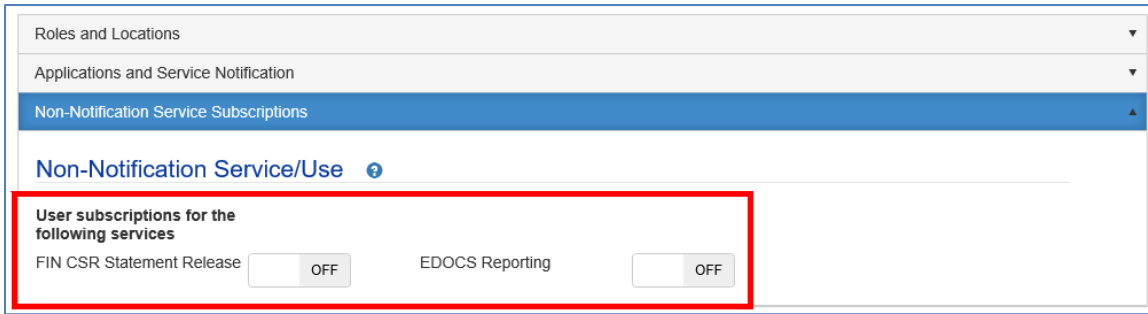 Roles and Locations
Applications and Service Notification
Non-Notification Service Subscriptions
Non-Notification Service/Use ?
User subscriptions for the
following services
FIN CSR Statement Release OFF EDOCS Reporting OFF